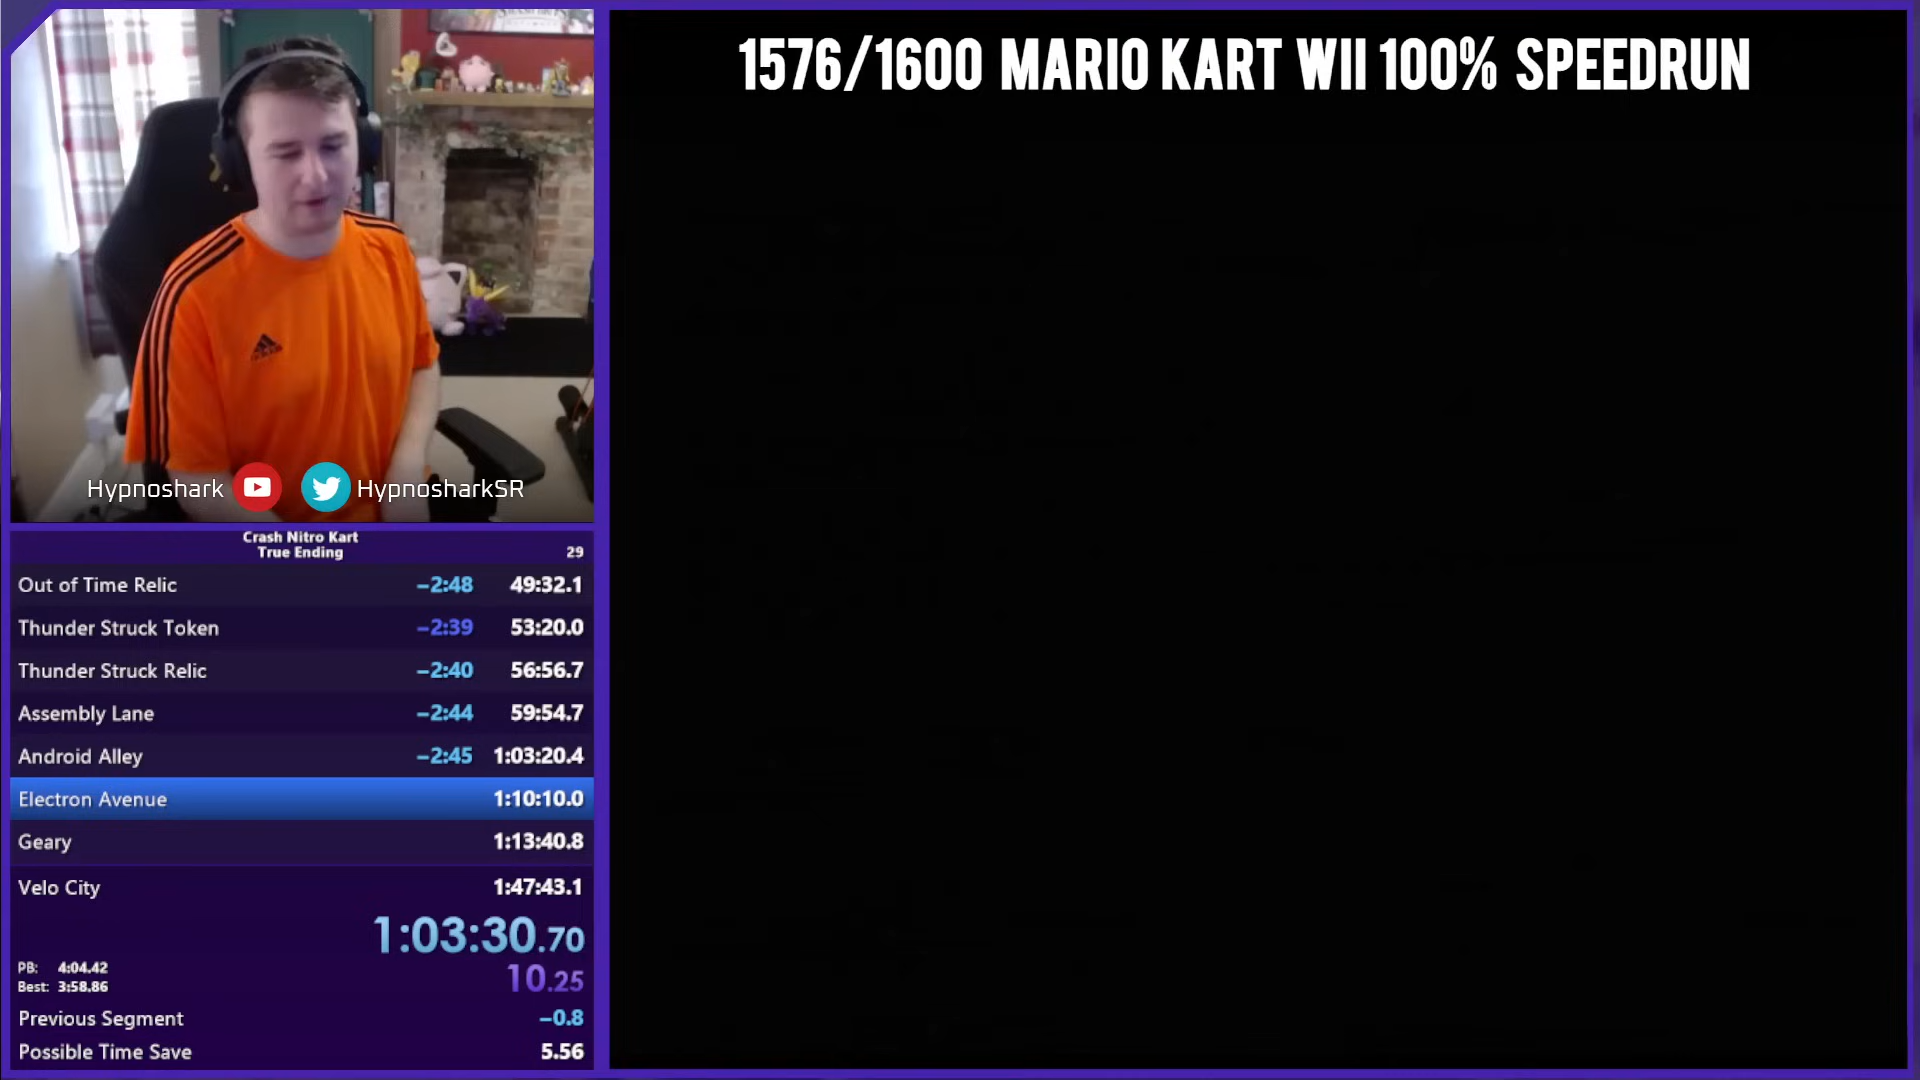 1576/1600 MARIO KART WII 100% SPEEDRUN
Hypnoshark HypnosharkSR
Crash Nitro Kart
True Ending 29
Out of Time Relic −2:48 49:32.1
Thunder Struck Token −2:39 53:20.0
Thunder Struck Relic −2:40 56:56.7
Assembly Lane −2:44 59:54.7
Android Alley −2:45 1:03:20.4
Electron Avenue 1:10:10.0
Geary 1:13:40.8
Velo City 1:47:43.1
1:03:30.70
PB: 4:04.42
Best: 3:58.86
10.25
Previous Segment −0.8
Possible Time Save 5.56